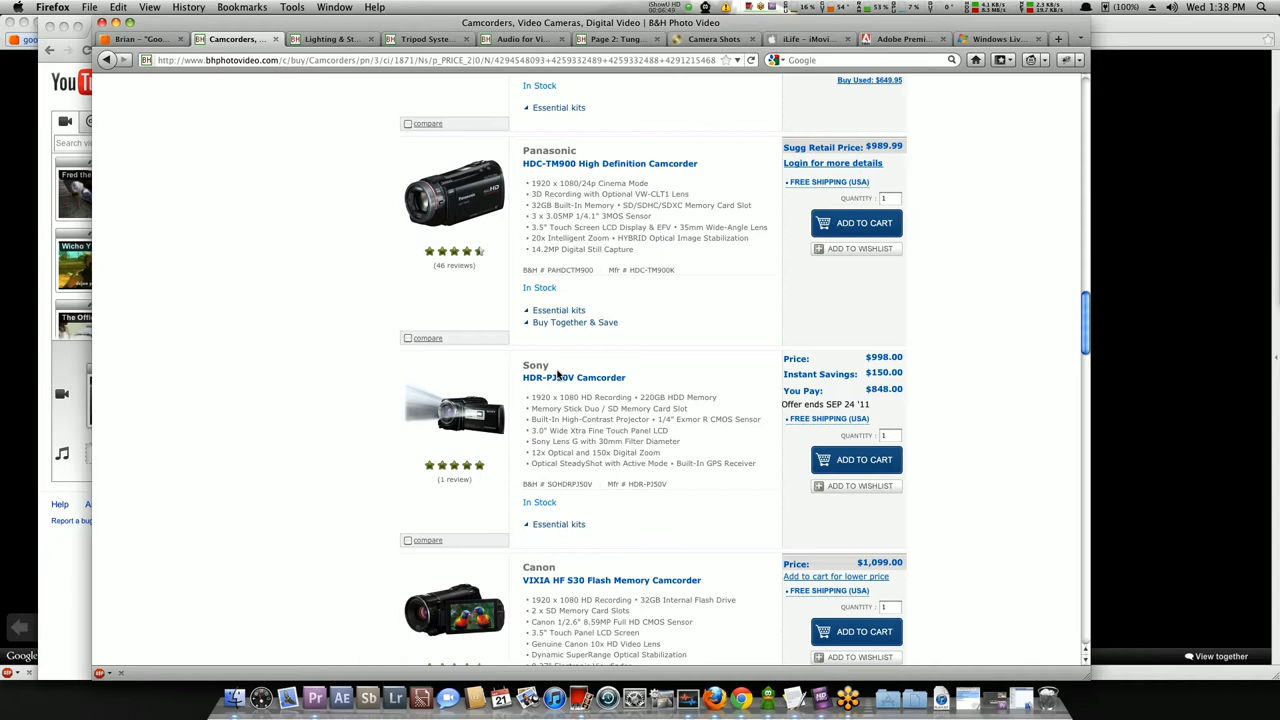 Firefox File Edit View History Bookmarks Tools Window Help
(100%) Wed 1:38 PM
Camcorders, Video Cameras, Digital Video | B&H Photo Video
Brian – "Goo... Camcorders, ... Lighting & St... Tripod Syste... Audio for Vi... Page 2: Tung... Camera Shots iLife – iMovi... Adobe Premi... Windows Liv...
http://www.bhphotovideo.com/c/buy/Camcorders/pn/3/ci/1871/Ns/p_PRICE_2|0/N/4294548093+4259332489+4259332488+4291215468
Google
Buy Used: $649.95
In Stock
Essential kits
compare
Panasonic
HDC-TM900 High Definition Camcorder
• 1920 x 1080/24p Cinema Mode
• 3D Recording with Optional VW-CLT1 Lens
• 32GB Built-In Memory • SD/SDHC/SDXC Memory Card Slot
• 3 x 3.05MP 1/4.1" 3MOS Sensor
• 3.5" Touch Screen LCD Display & EFV • 35mm Wide-Angle Lens
• 20x Intelligent Zoom • HYBRID Optical Image Stabilization
• 14.2MP Digital Still Capture
(46 reviews)
B&H # PAHDCTM900 Mfr # HDC-TM900K
In Stock
Essential kits
Buy Together & Save
compare
Sugg Retail Price: $989.99
Login for more details
• FREE SHIPPING (USA)
QUANTITY : 1
ADD TO CART
ADD TO WISHLIST
Sony
HDR-PJ50V Camcorder
• 1920 x 1080 HD Recording • 220GB HDD Memory
• Memory Stick Duo / SD Memory Card Slot
• Built-In High-Contrast Projector • 1/4" Exmor R CMOS Sensor
• 3.0" Wide Xtra Fine Touch Panel LCD
• Sony Lens G with 30mm Filter Diameter
• 12x Optical and 150x Digital Zoom
• Optical SteadyShot with Active Mode • Built-In GPS Receiver
(1 review)
B&H # SOHDRPJ50V Mfr # HDR-PJ50V
In Stock
Essential kits
compare
Price: $998.00
Instant Savings: $150.00
You Pay: $848.00
Offer ends SEP 24 '11
• FREE SHIPPING (USA)
QUANTITY : 1
ADD TO CART
ADD TO WISHLIST
Canon
VIXIA HF S30 Flash Memory Camcorder
• 1920 x 1080 HD Recording • 32GB Internal Flash Drive
• 2 x SD Memory Card Slots
• Canon 1/2.6" 8.59MP Full HD CMOS Sensor
• 3.5" Touch Panel LCD Screen
• Genuine Canon 10x HD Video Lens
• Dynamic SuperRange Optical Stabilization
Price: $1,099.00
Add to cart for lower price
• FREE SHIPPING (USA)
QUANTITY : 1
ADD TO CART
ADD TO WISHLIST
Search vide
Fred the
Wicho Y
The Offi
Help
Report a bug
Google
View together